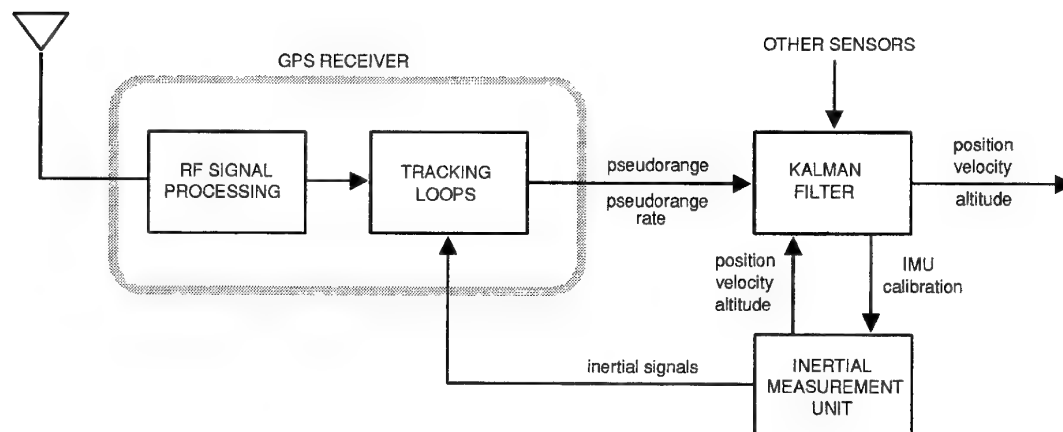 GPS RECEIVER
OTHER SENSORS
RF SIGNAL
PROCESSING
TRACKING
LOOPS
pseudorange
pseudorange
rate
KALMAN
FILTER
position
velocity
altitude
position
velocity
altitude
IMU
calibration
inertial signals
INERTIAL
MEASUREMENT
UNIT